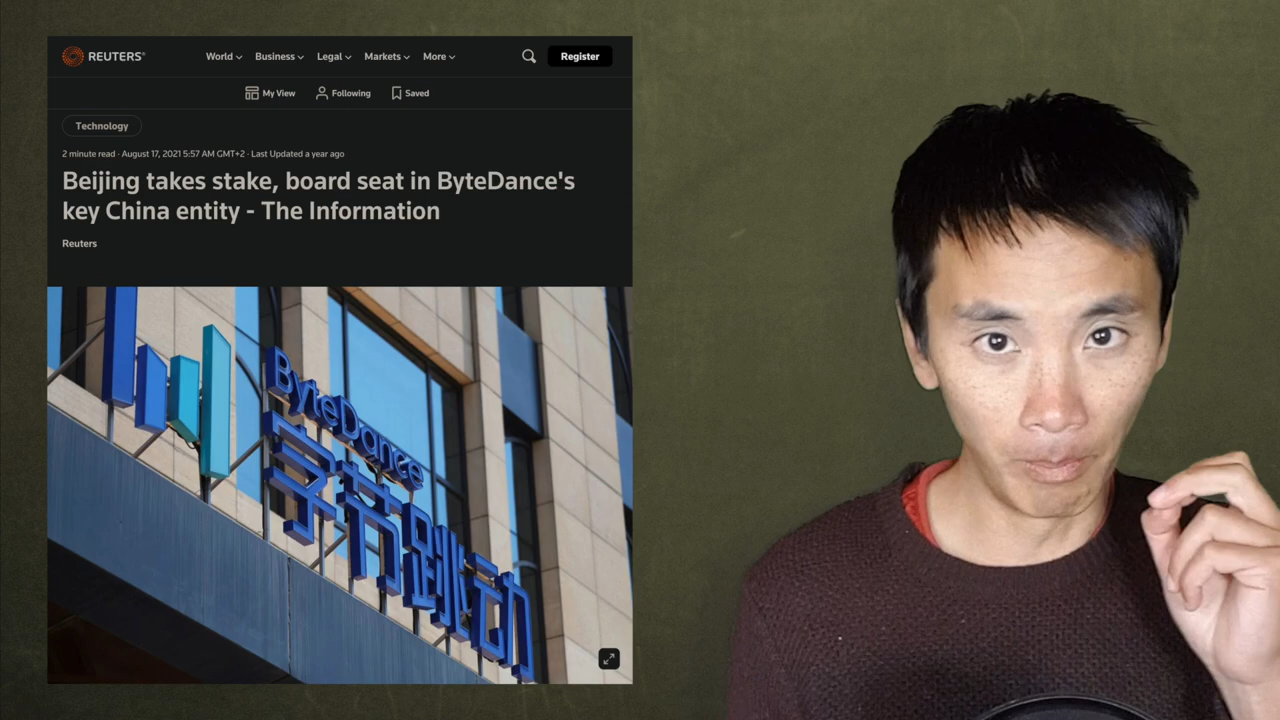 REUTERS®
World Business Legal Markets More
Register
My View Following Saved
Technology
2 minute read · August 17, 2021 5:57 AM GMT+2 · Last Updated a year ago
Beijing takes stake, board seat in ByteDance's
key China entity - The Information
Reuters
ByteDance
字节跳动